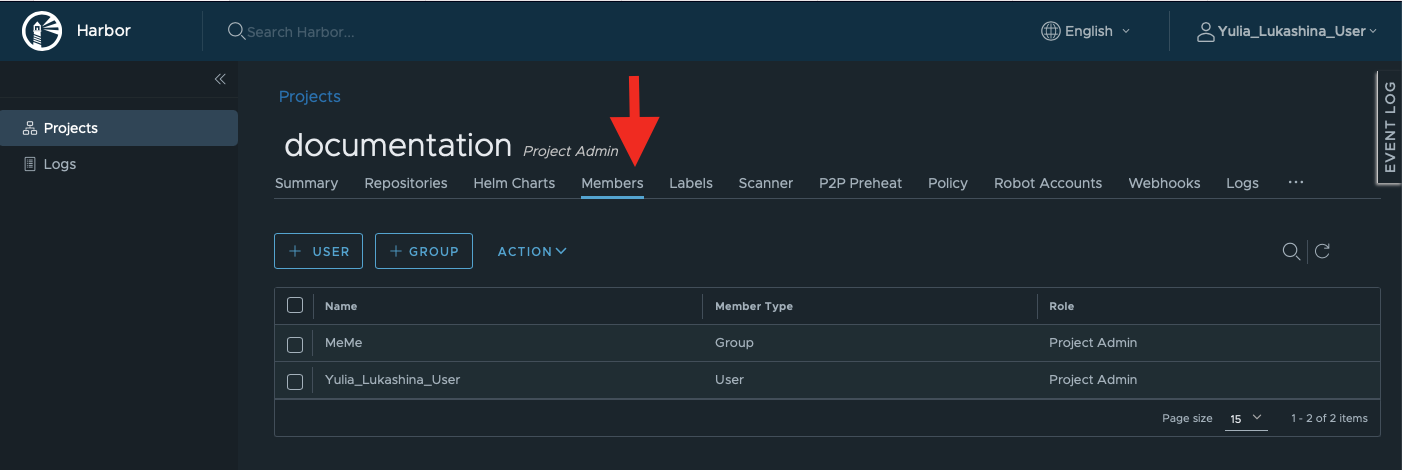 Harbor
Search Harbor...
English
Yulia_Lukashina_User
Projects
Logs
EVENT LOG
Projects
documentation Project Admin
Summary Repositories Helm Charts Members Labels Scanner P2P Preheat Policy Robot Accounts Webhooks Logs ...
+ USER + GROUP ACTION
Name Member Type Role
MeMe Group Project Admin
Yulia_Lukashina_User User Project Admin
Page size 15 1 - 2 of 2 items